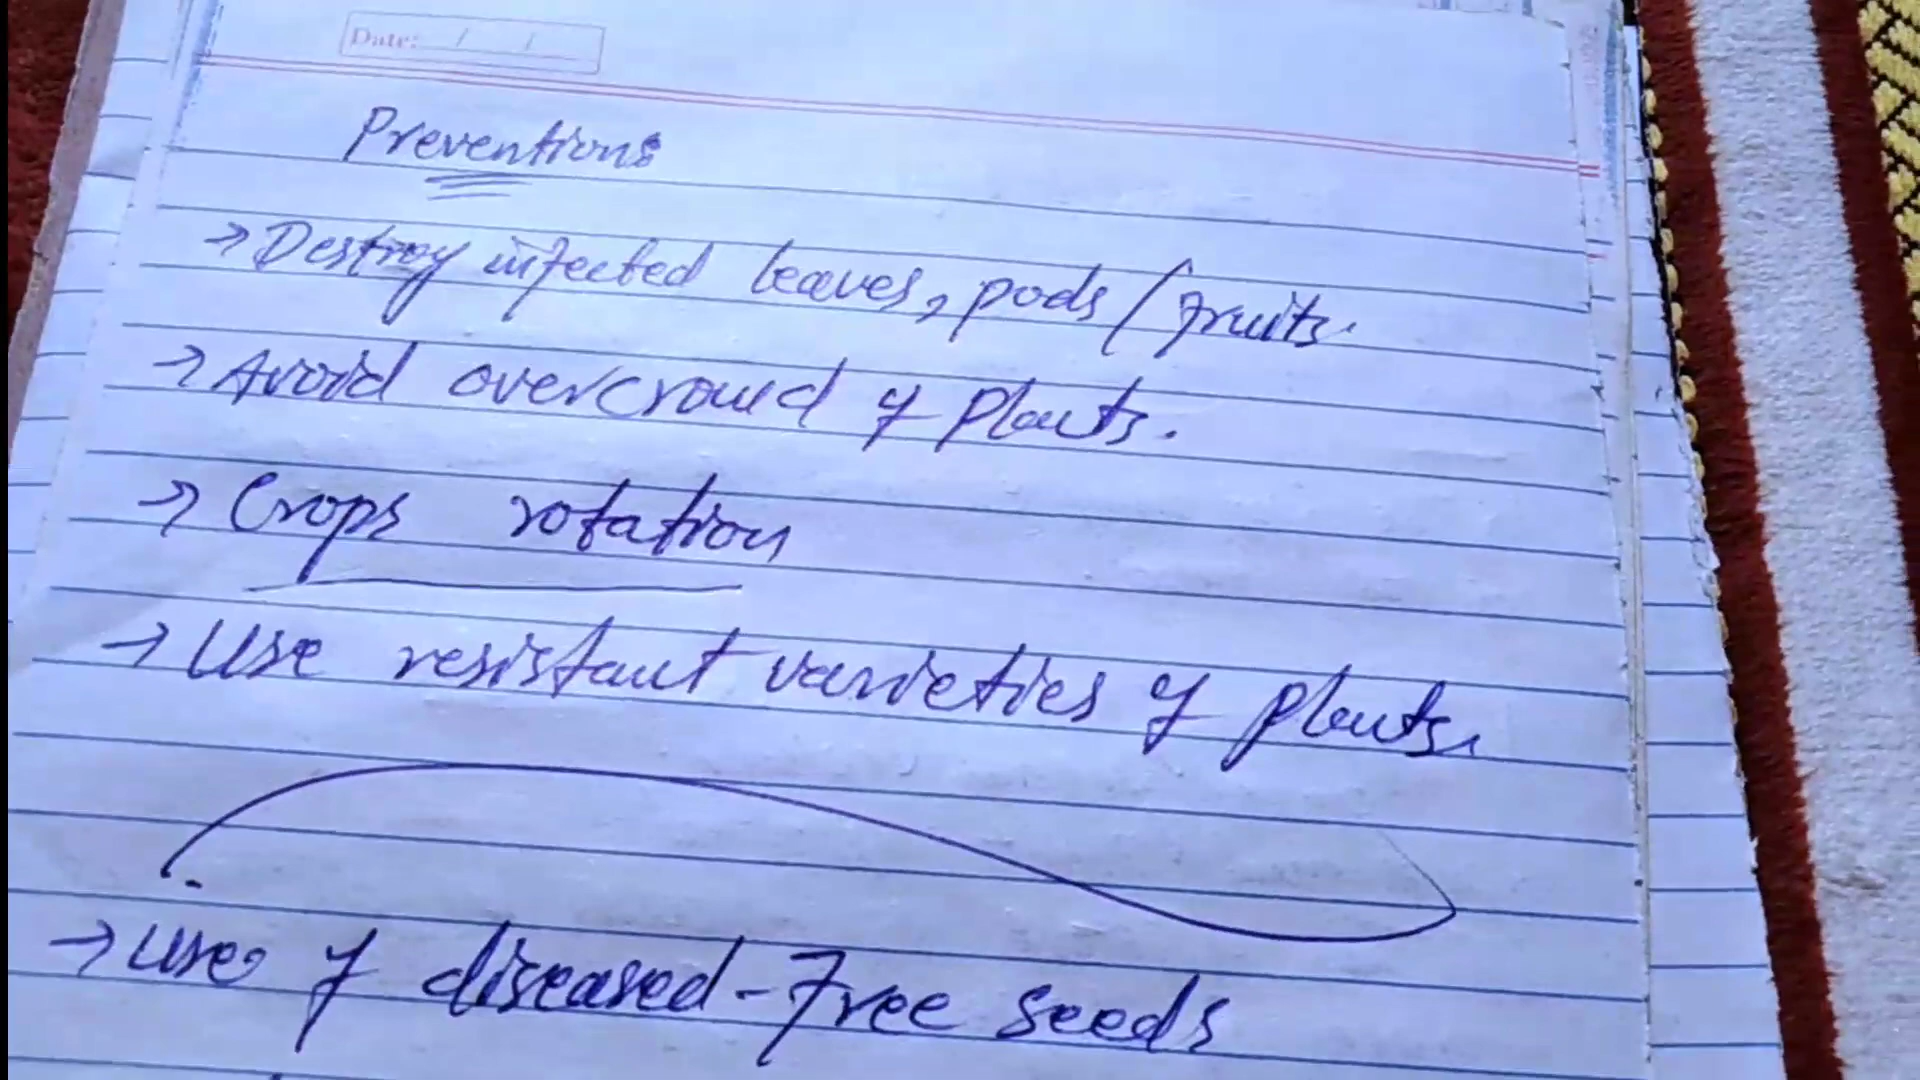 Date: / /
Preventions
→ Destroy infected leaves, pods / fruits.
→ Avoid overcrowd of plants.
→ Crops rotation
→ Use resistant varieties of plants.
→ Use of diseased-free seeds